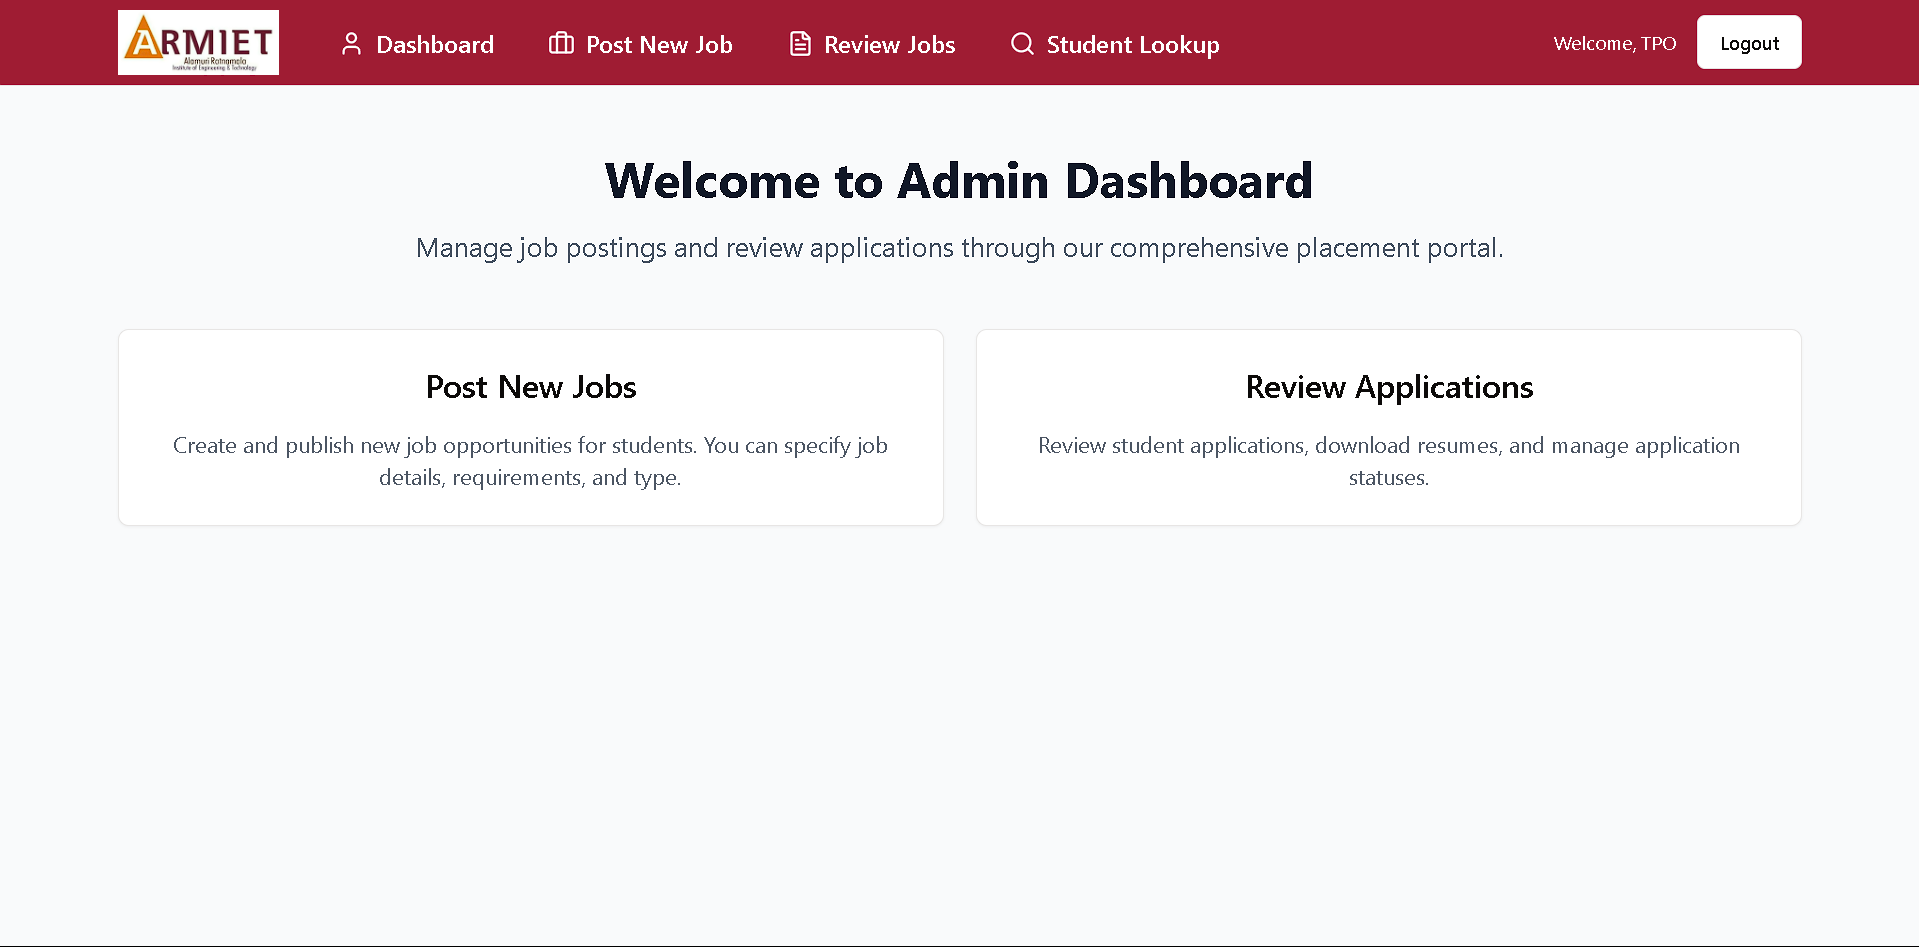 ARMIET
Alamuri Ratnamala
Institute of Engineering & Technology
Dashboard
Post New Job
Review Jobs
Student Lookup
Welcome, TPO
Logout
Welcome to Admin Dashboard
Manage job postings and review applications through our comprehensive placement portal.
Post New Jobs
Create and publish new job opportunities for students. You can specify job
details, requirements, and type.
Review Applications
Review student applications, download resumes, and manage application
statuses.